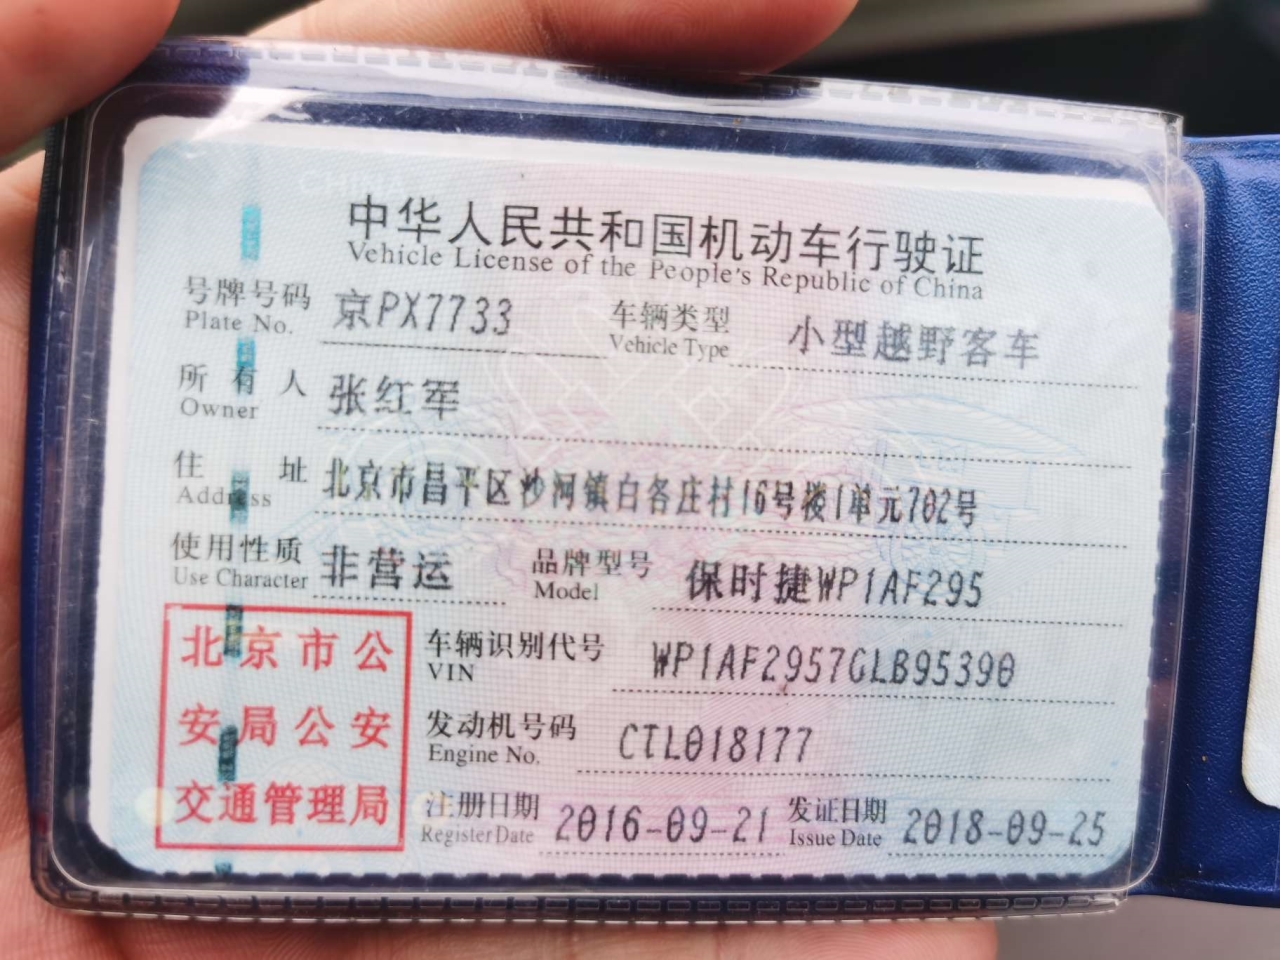 中华人民共和国机动车行驶证
Vehicle License of the People's Republic of China
号牌号码 京PX7733 车辆类型 小型越野客车
Plate No. Vehicle Type
所有人 张红军
Owner
住址 北京市昌平区沙河镇白各庄村16号楼1单元702号
Address
使用性质 非营运 品牌型号 保时捷WP1AF295
Use Character Model
北京市公
安局公安
交通管理局
车辆识别代号 WP1AF2957GLB95390
VIN
发动机号码 CTL018177
Engine No.
注册日期 2016-09-21 发证日期 2018-09-25
Register Date Issue Date